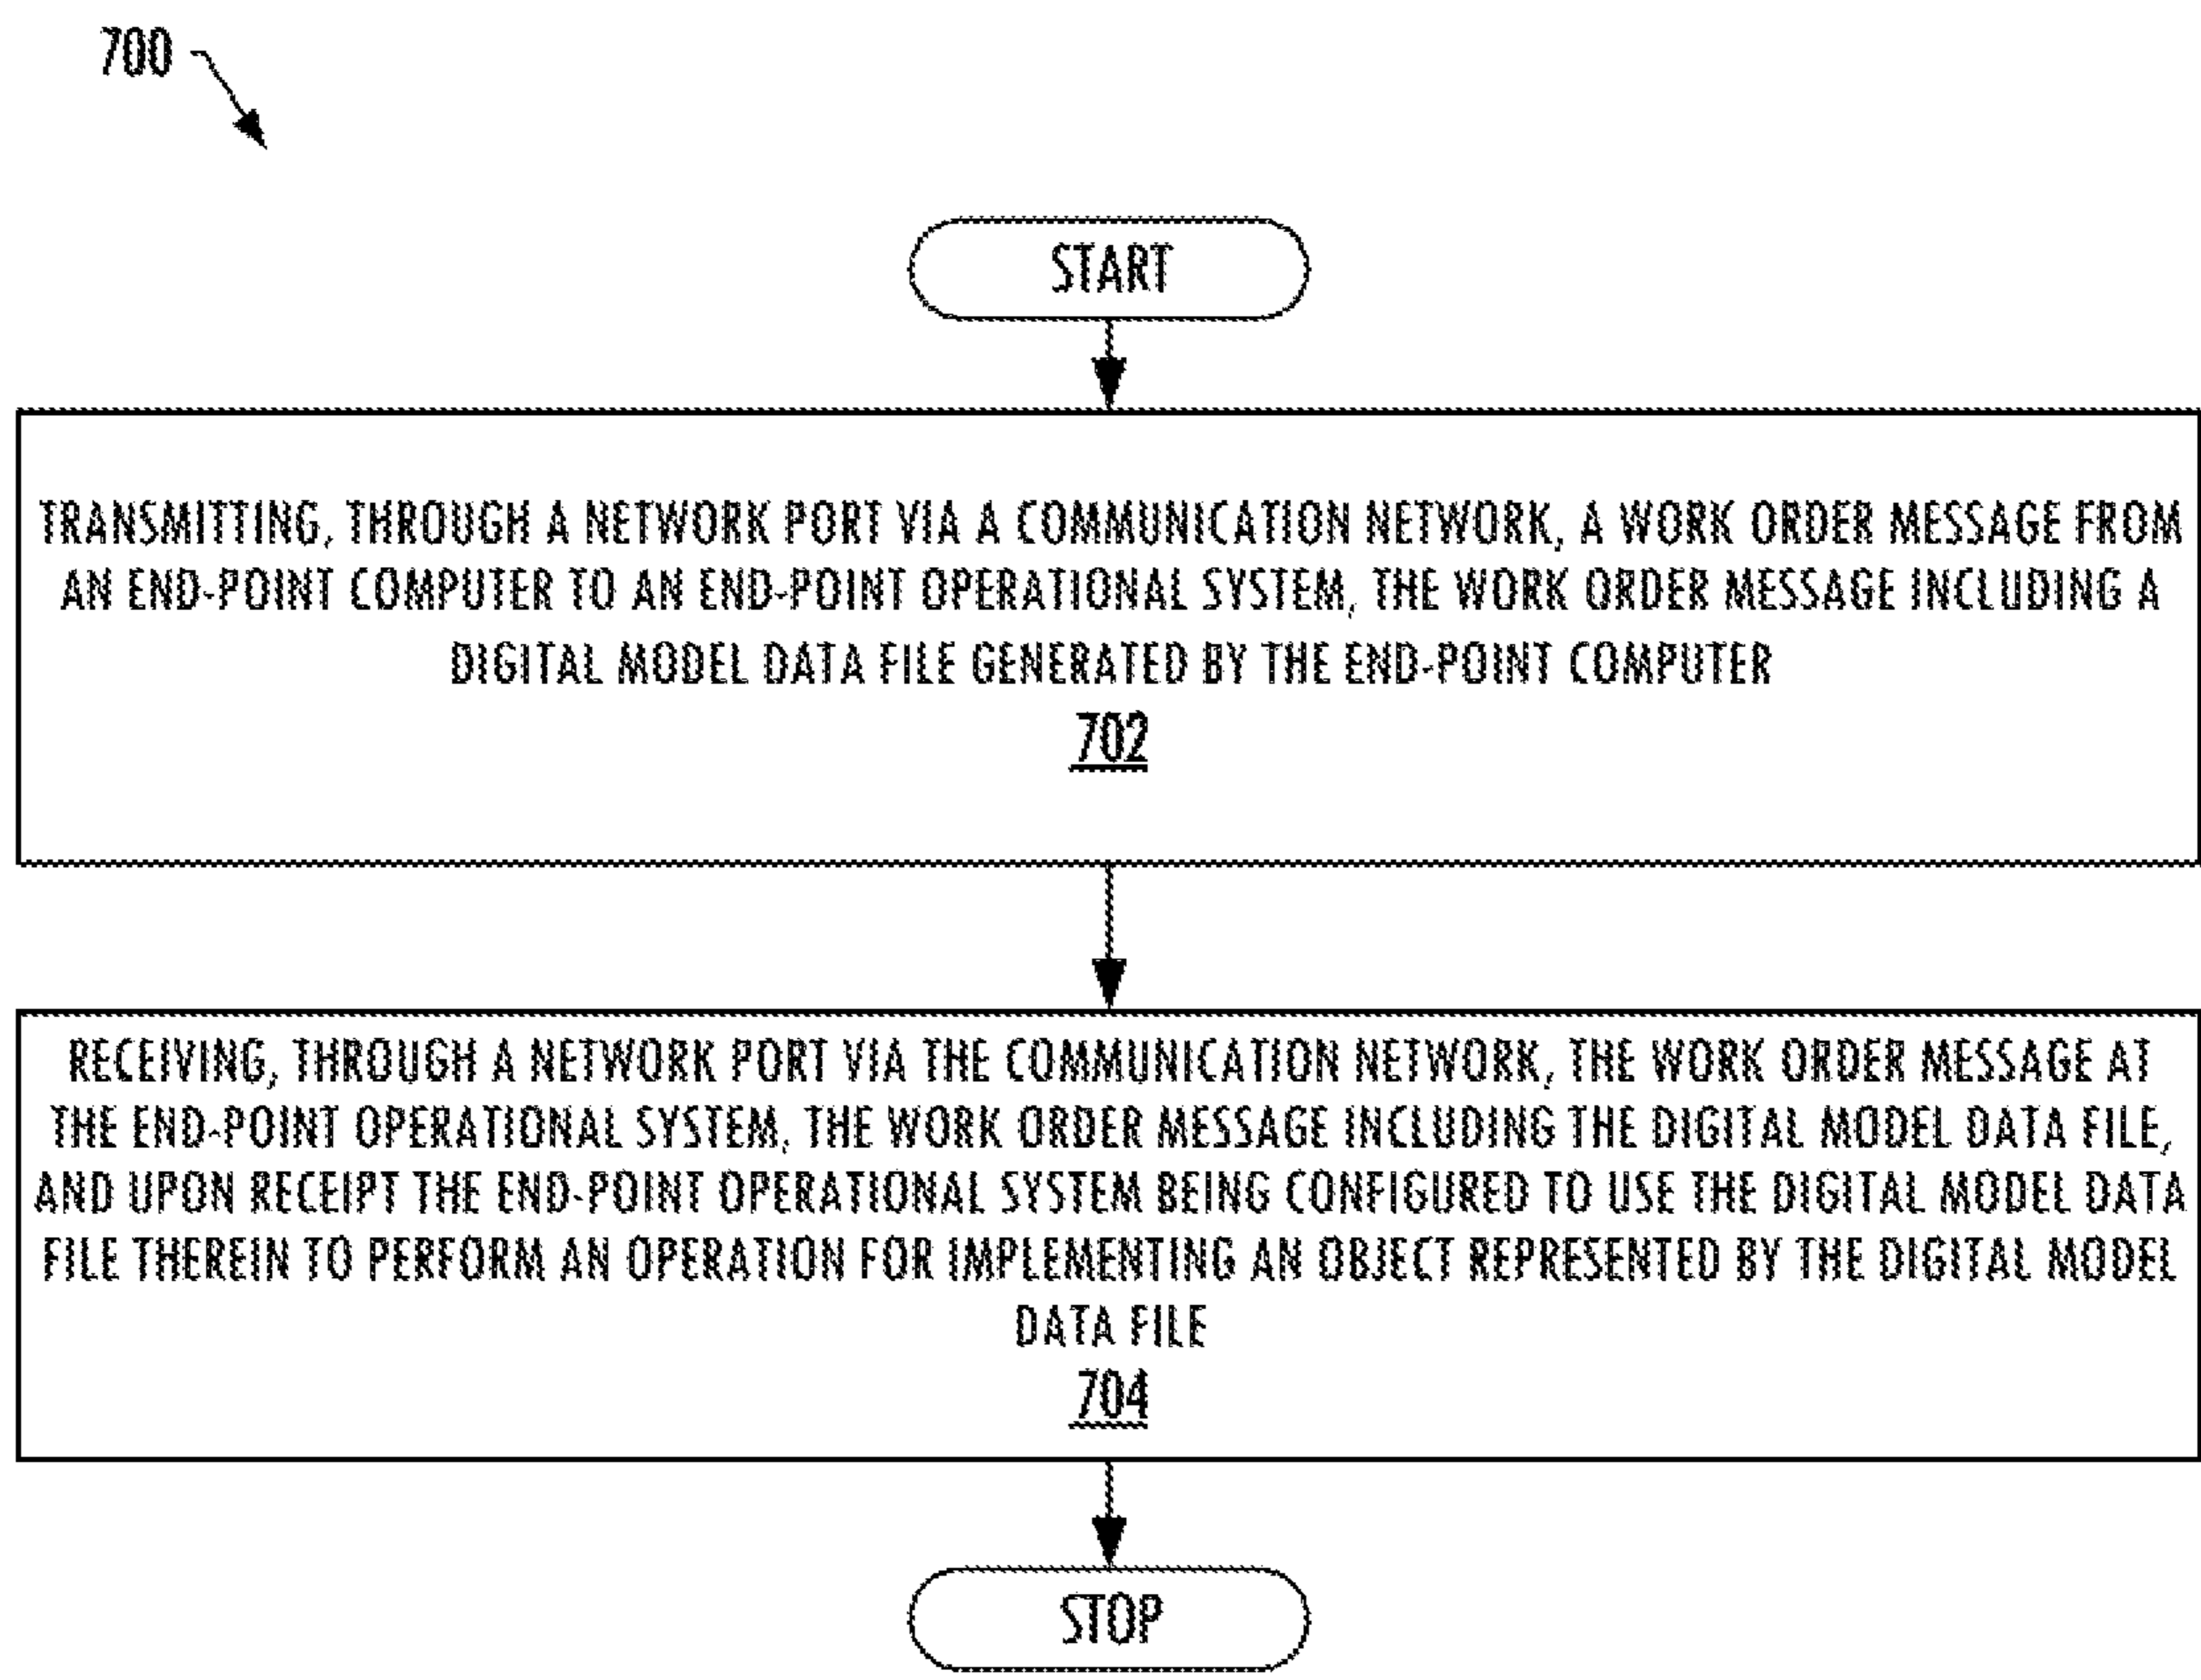 700
START
TRANSMITTING, THROUGH A NETWORK PORT VIA A COMMUNICATION NETWORK, A WORK ORDER MESSAGE FROM
AN END-POINT COMPUTER TO AN END-POINT OPERATIONAL SYSTEM, THE WORK ORDER MESSAGE INCLUDING A
DIGITAL MODEL DATA FILE GENERATED BY THE END-POINT COMPUTER
702
RECEIVING, THROUGH A NETWORK PORT VIA THE COMMUNICATION NETWORK, THE WORK ORDER MESSAGE AT
THE END-POINT OPERATIONAL SYSTEM, THE WORK ORDER MESSAGE INCLUDING THE DIGITAL MODEL DATA FILE,
AND UPON RECEIPT THE END-POINT OPERATIONAL SYSTEM BEING CONFIGURED TO USE THE DIGITAL MODEL DATA
FILE THEREIN TO PERFORM AN OPERATION FOR IMPLEMENTING AN OBJECT REPRESENTED BY THE DIGITAL MODEL
DATA FILE
704
STOP